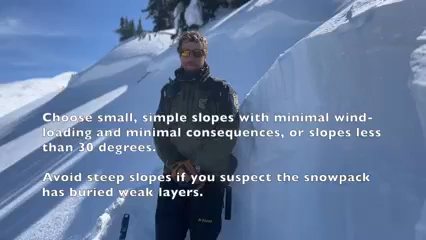 Choose small, simple slopes with minimal wind-
loading and minimal consequences, or slopes less
than 30 degrees.
Avoid steep slopes if you suspect the snowpack
has buried weak layers.